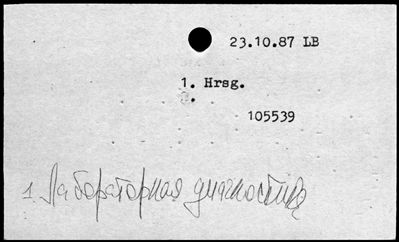 23.10.87 LB
1. Hrsg.
105539
1 Лабораторная диагностика